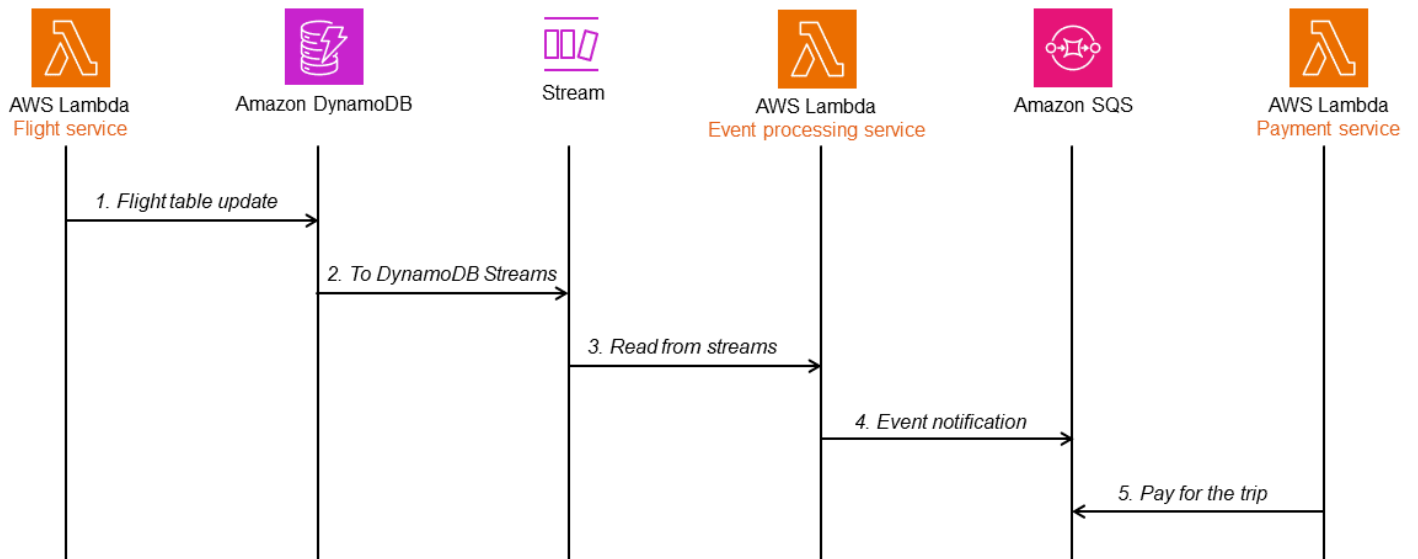 AWS Lambda
Flight service
Amazon DynamoDB
Stream
AWS Lambda
Event processing service
Amazon SQS
AWS Lambda
Payment service
1. Flight table update
2. To DynamoDB Streams
3. Read from streams
4. Event notification
5. Pay for the trip